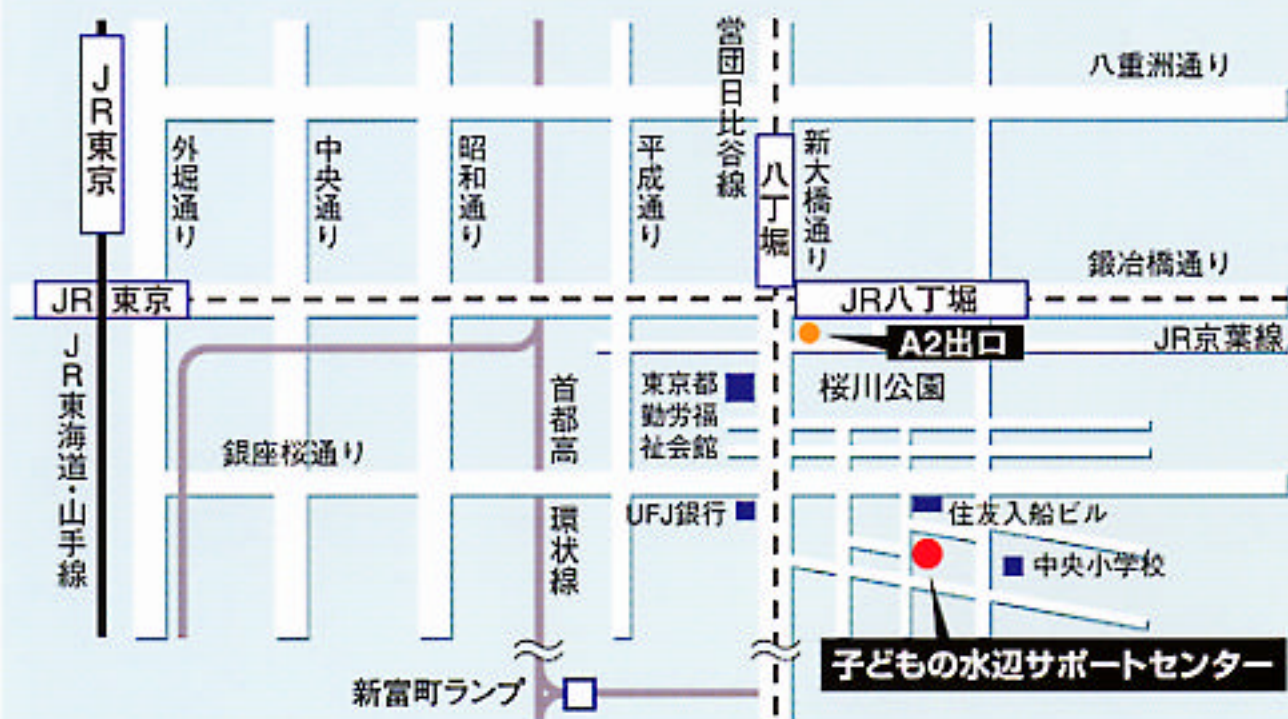 八重洲通り
JR東京
外堀通り
中央通り
昭和通り
平成通り
営団日比谷線
八丁堀
新大橋通り
鍛冶橋通り
JR 東京
JR八丁堀
A2出口
JR京葉線
JR東海道・山手線
首都高
環状線
東京都
勤労福
祉会館
桜川公園
銀座桜通り
UFJ銀行
住友入船ビル
中央小学校
子どもの水辺サポートセンター
新富町ランプ